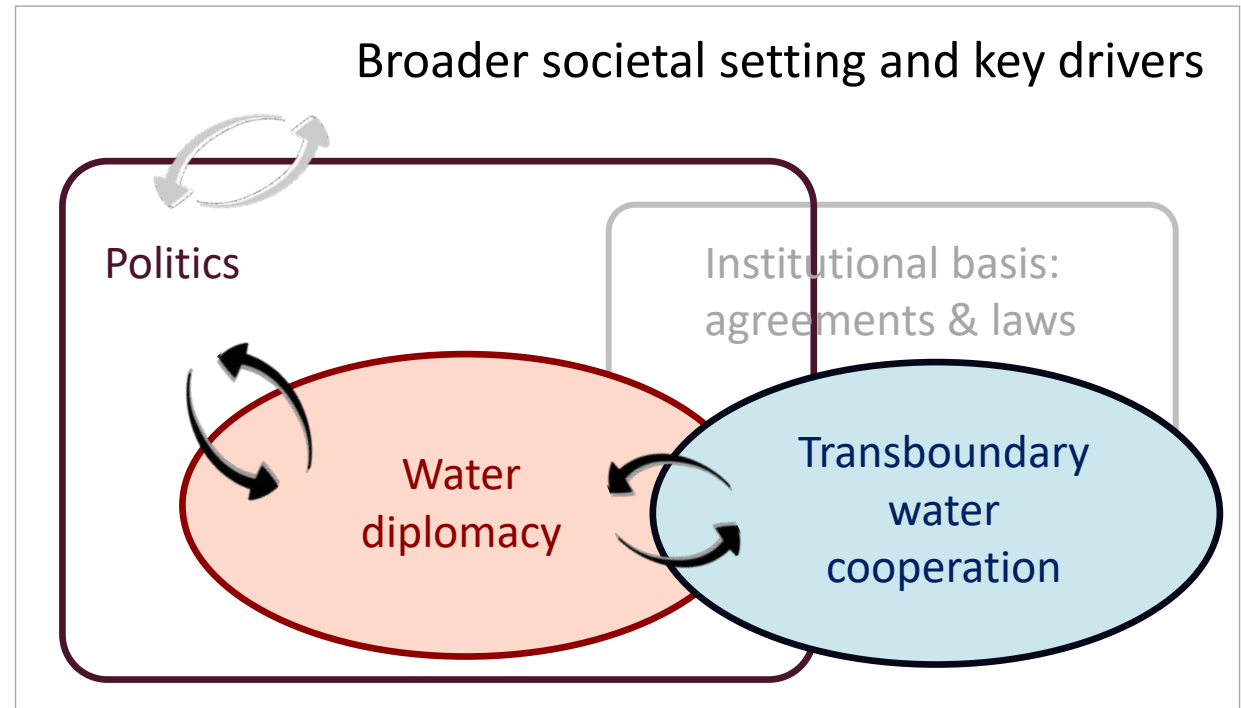 Broader societal setting and key drivers
Politics
Institutional basis:
agreements & laws
Water
diplomacy
Transboundary
water
cooperation